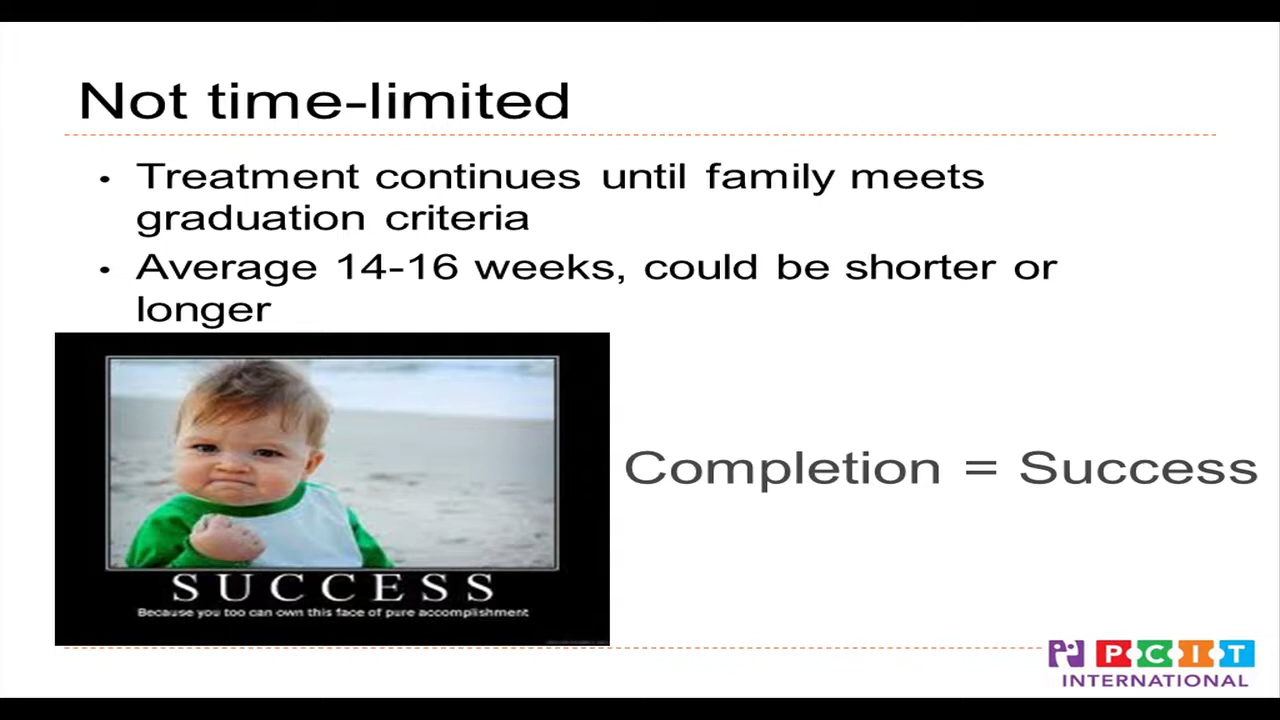 Not time-limited
• Treatment continues until family meets
graduation criteria
• Average 14-16 weeks, could be shorter or
longer
Completion = Success
SUCCESS
Because you too can own this face of pure accomplishment
PCIT
INTERNATIONAL